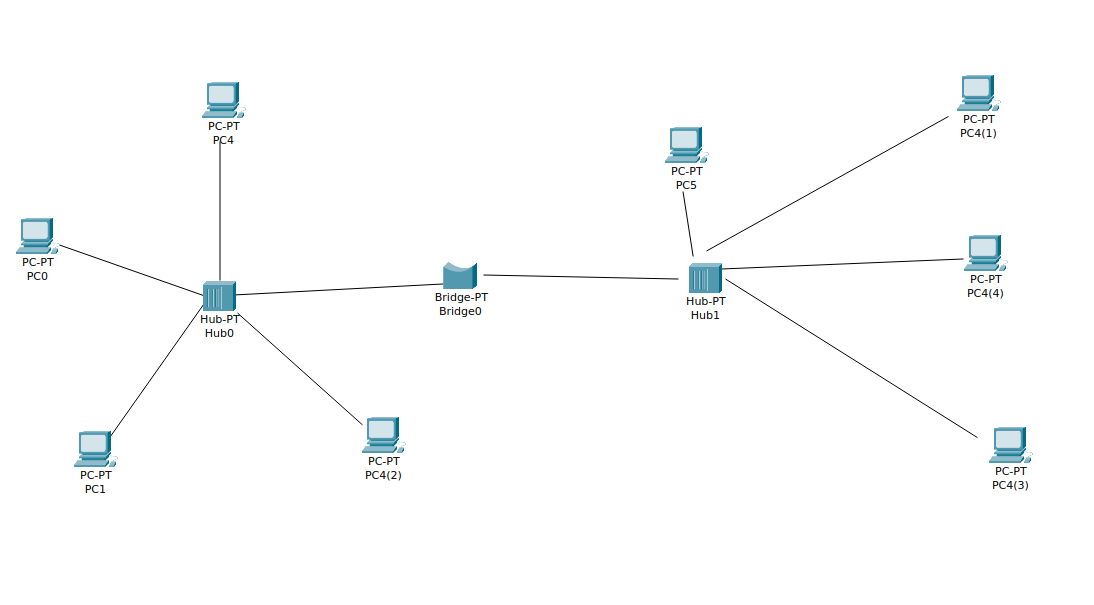 PC-PT
PC4
PC-PT
PC4(1)
PC-PT
PC5
PC-PT
PC0
PC-PT
PC4(4)
Bridge-PT
Bridge0
Hub-PT
Hub1
Hub-PT
Hub0
PC-PT
PC4(2)
PC-PT
PC1
PC-PT
PC4(3)